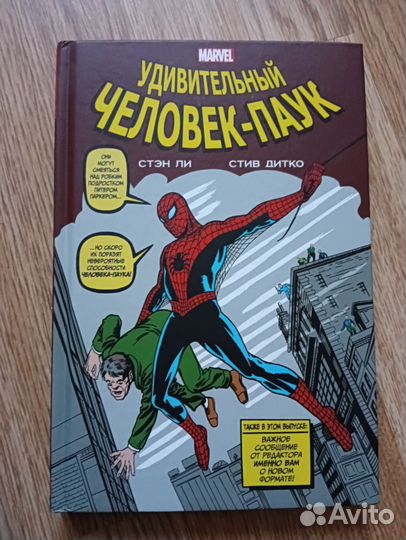 MARVEL
УДИВИТЕЛЬНЫЙ
ЧЕЛОВЕК-ПАУК
СТЭН ЛИ СТИВ ДИТКО
ОНИ
МОГУТ
СМЕЯТЬСЯ
НАД РОБКИМ
ПОДРОСТКОМ
ПИТЕРОМ
ПАРКЕРОМ...
...НО СКОРО
ИХ ПОРАЗЯТ
НЕВЕРОЯТНЫЕ
СПОСОБНОСТИ
ЧЕЛОВЕКА-ПАУКА!
ТАКЖЕ В ЭТОМ ВЫПУСКЕ:
ВАЖНОЕ
СООБЩЕНИЕ
ОТ РЕДАКТОРА
ИМЕННО ВАМ
О НОВОМ
ФОРМАТЕ!
Avito